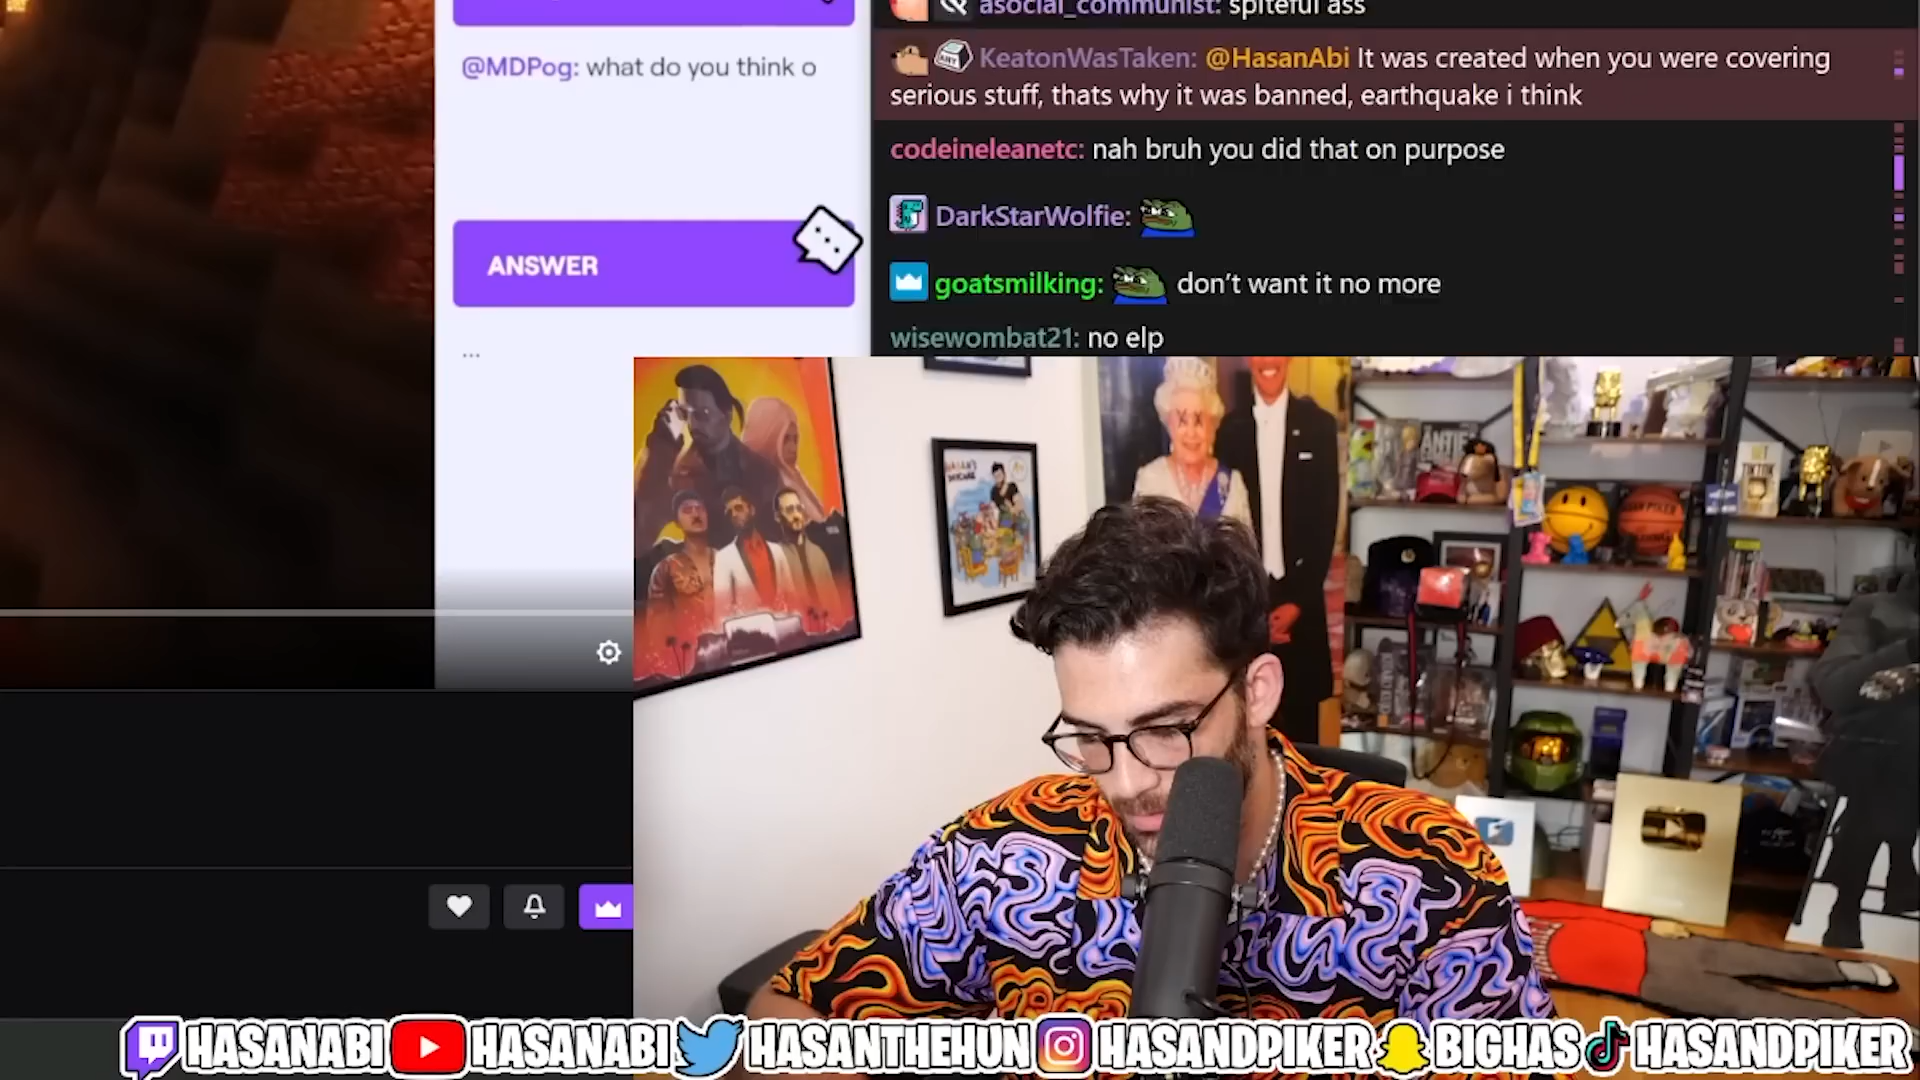 asocial_communist: spiteful ass
@MDPog: what do you think o
KeatonWasTaken: @HasanAbi It was created when you were covering
serious stuff, thats why it was banned, earthquake i think
codeineleanetc: nah bruh you did that on purpose
DarkStarWolfie:
ANSWER
goatsmilking: don't want it no more
wisewombat21: no elp
...
HASANABI HASANABI HASANTHEHUN HASANDPIKER BIGHAS HASANDPIKER